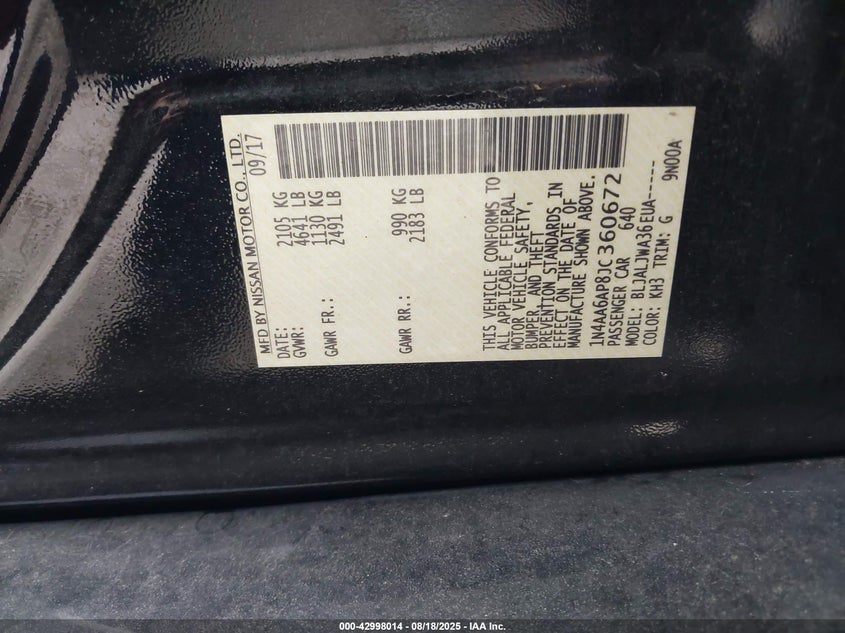 MFD BY NISSAN MOTOR CO., LTD.
DATE: 09/17
GVWR: 2105 KG
4641 LB
GAWR FR.: 1130 KG
2491 LB
GAWR RR.: 990 KG
2183 LB
THIS VEHICLE CONFORMS TO
ALL APPLICABLE FEDERAL
MOTOR VEHICLE SAFETY,
BUMPER, AND THEFT
PREVENTION STANDARDS IN
EFFECT ON THE DATE OF
MANUFACTURE SHOWN ABOVE.
1N4AA6AP8JC360672
PASSENGER CAR 640
MODEL: BLJALJWA36EUA------
COLOR: KH3 TRIM: G 9N00A
000-42998014 - 08/18/2025 - IAA Inc.